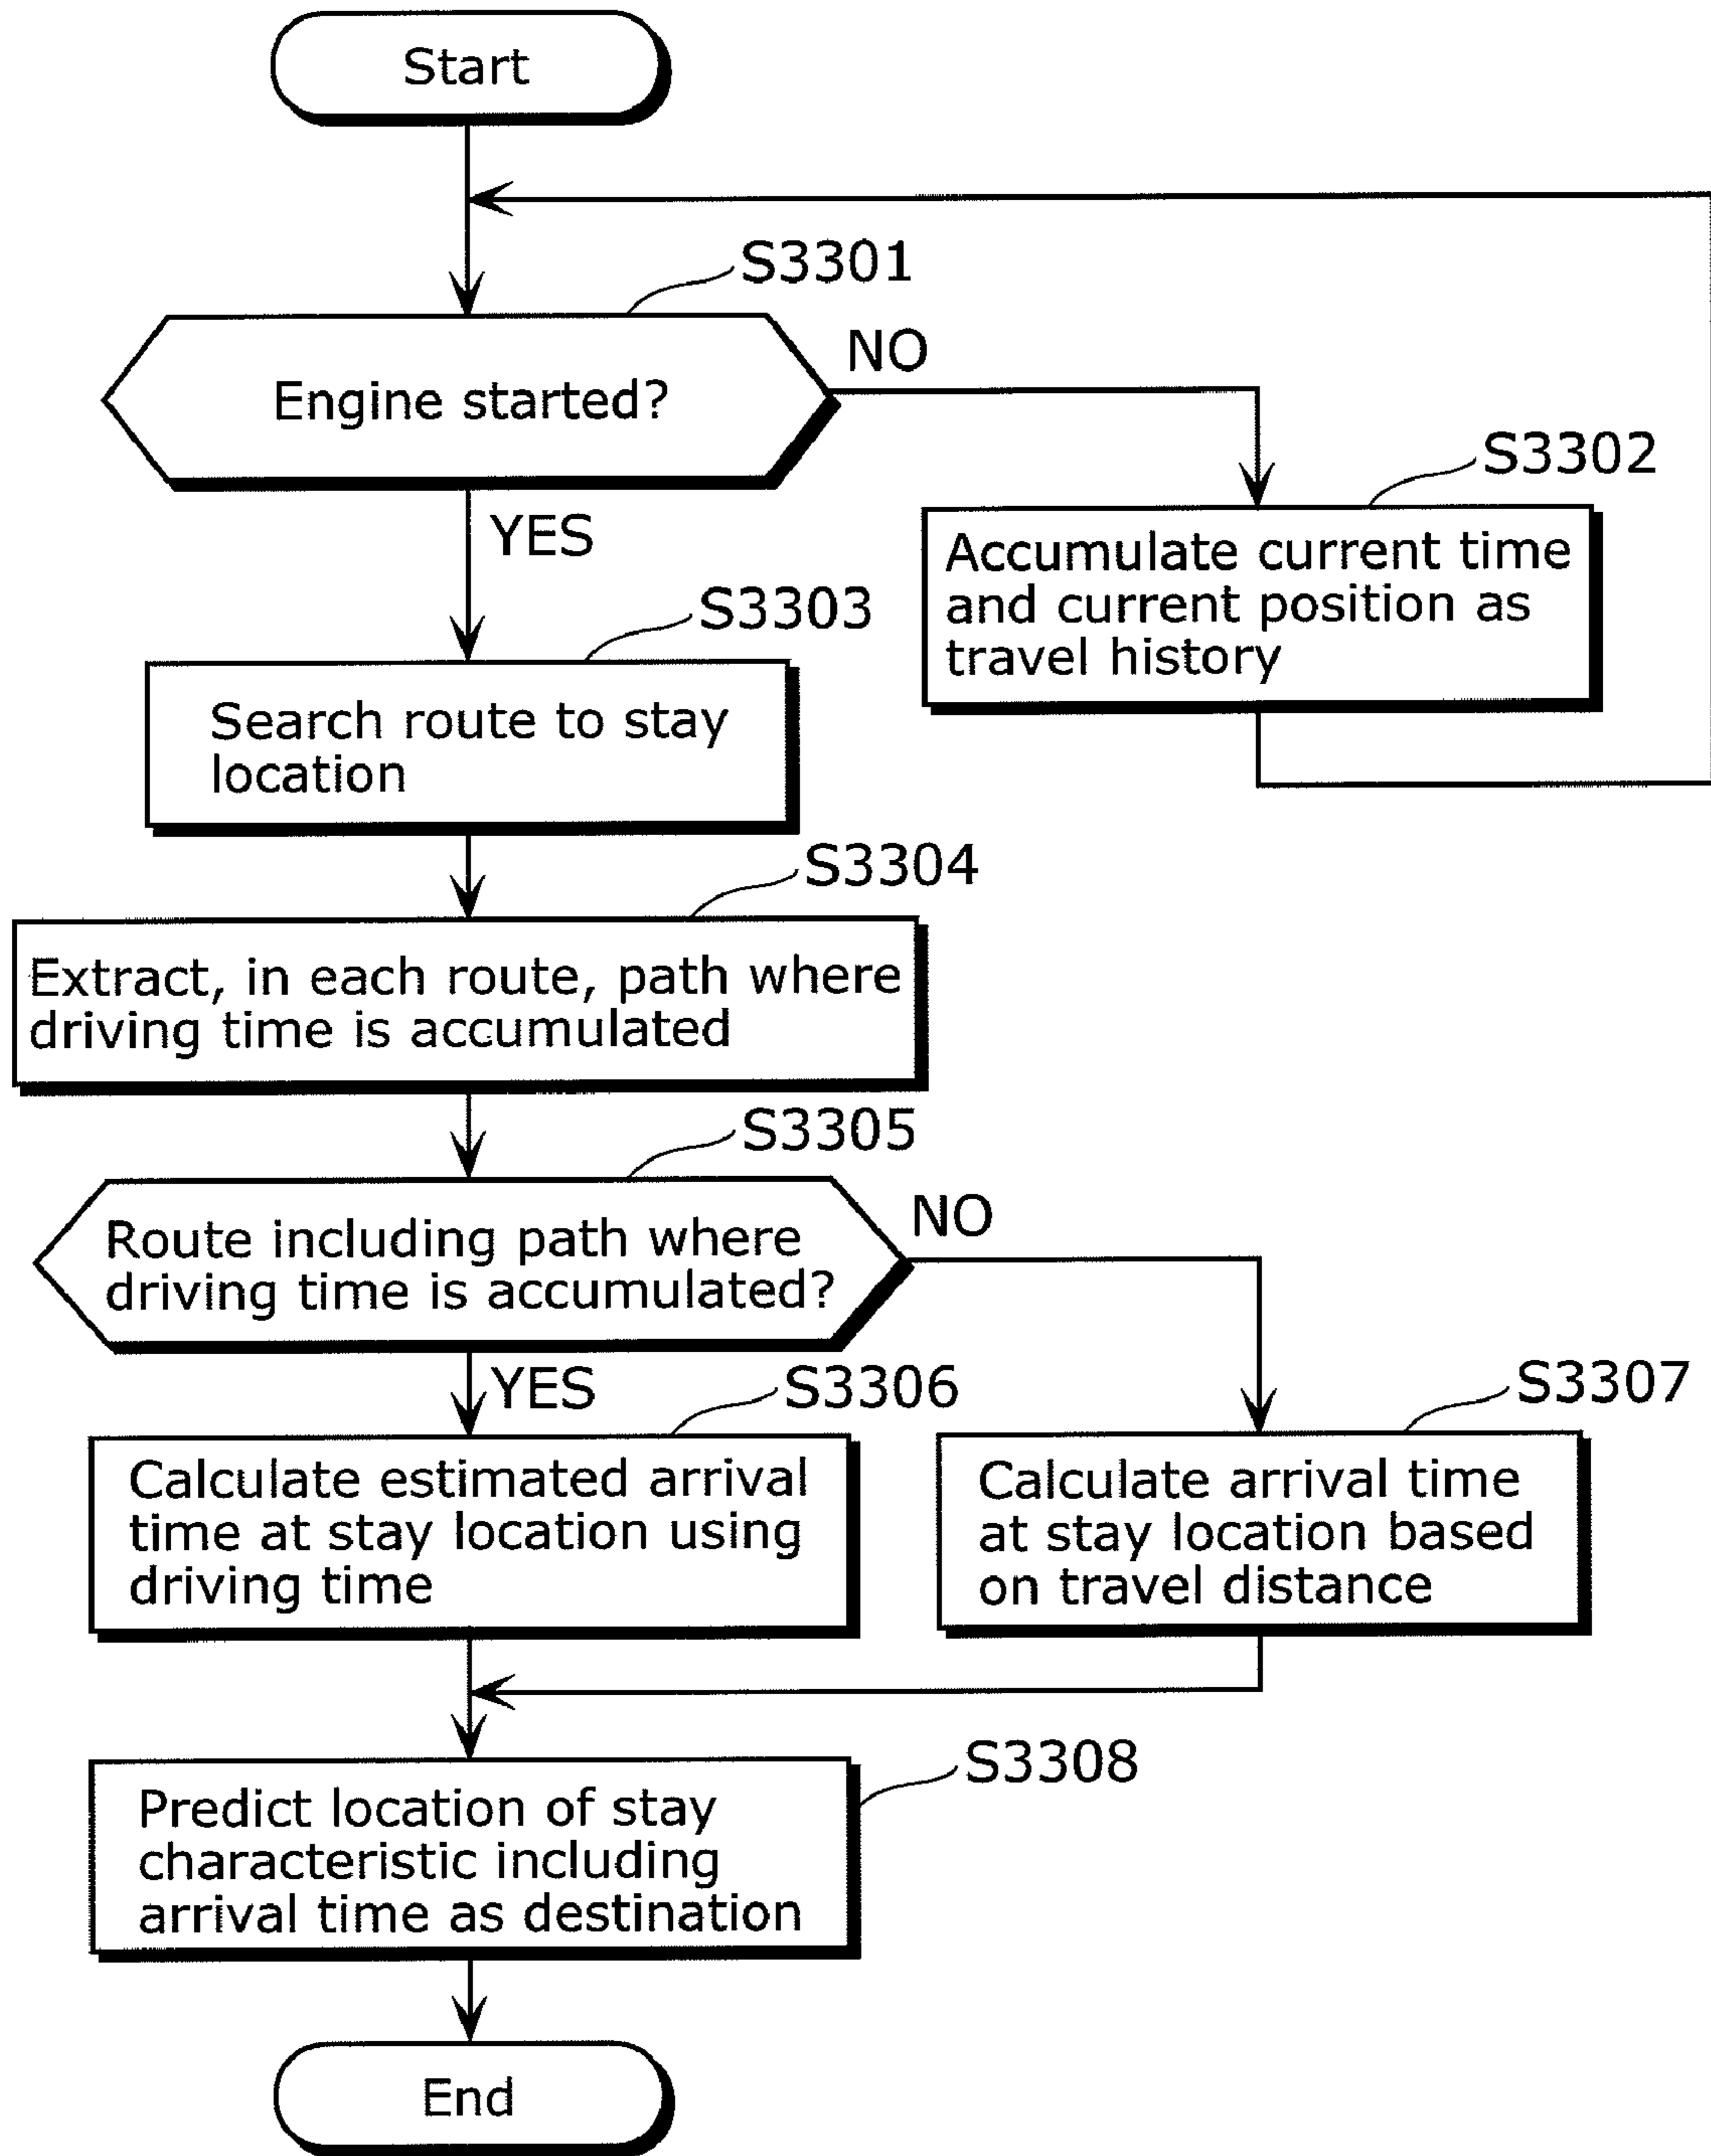 Start
S3301
Engine started?
NO
YES
S3302
Accumulate current time
and current position as
travel history
S3303
Search route to stay
location
S3304
Extract, in each route, path where
driving time is accumulated
S3305
Route including path where
driving time is accumulated?
NO
YES
S3306
Calculate estimated arrival
time at stay location using
driving time
S3307
Calculate arrival time
at stay location based
on travel distance
S3308
Predict location of stay
characteristic including
arrival time as destination
End